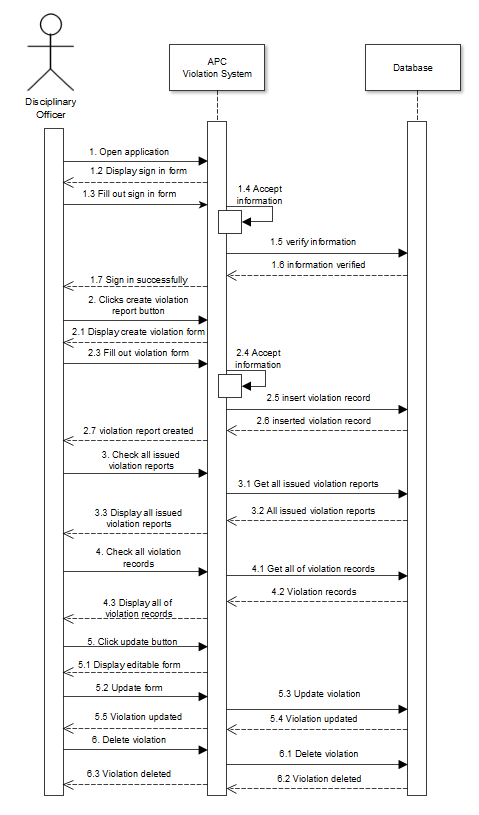 APC
Violation System
Database
Disciplinary
Officer
1. Open application
1.2 Display sign in form
1.3 Fill out sign in form
1.4 Accept
information
1.5 verify information
1.6 information verified
1.7 Sign in successfully
2. Clicks create violation
report button
2.1 Display create violation form
2.3 Fill out violation form
2.4 Accept
information
2.5 insert violation record
2.6 inserted violation record
2.7 violation report created
3. Check all issued
violation reports
3.1 Get all issued violation reports
3.2 All issued violation reports
3.3 Display all issued
violation reports
4. Check all violation
records
4.1 Get all of violation records
4.2 Violation records
4.3 Display all of
violation records
5. Click update button
5.1 Display editable form
5.2 Update form
5.3 Update violation
5.4 Violation updated
5.5 Violation updated
6. Delete violation
6.1 Delete violation
6.2 Violation deleted
6.3 Violation deleted